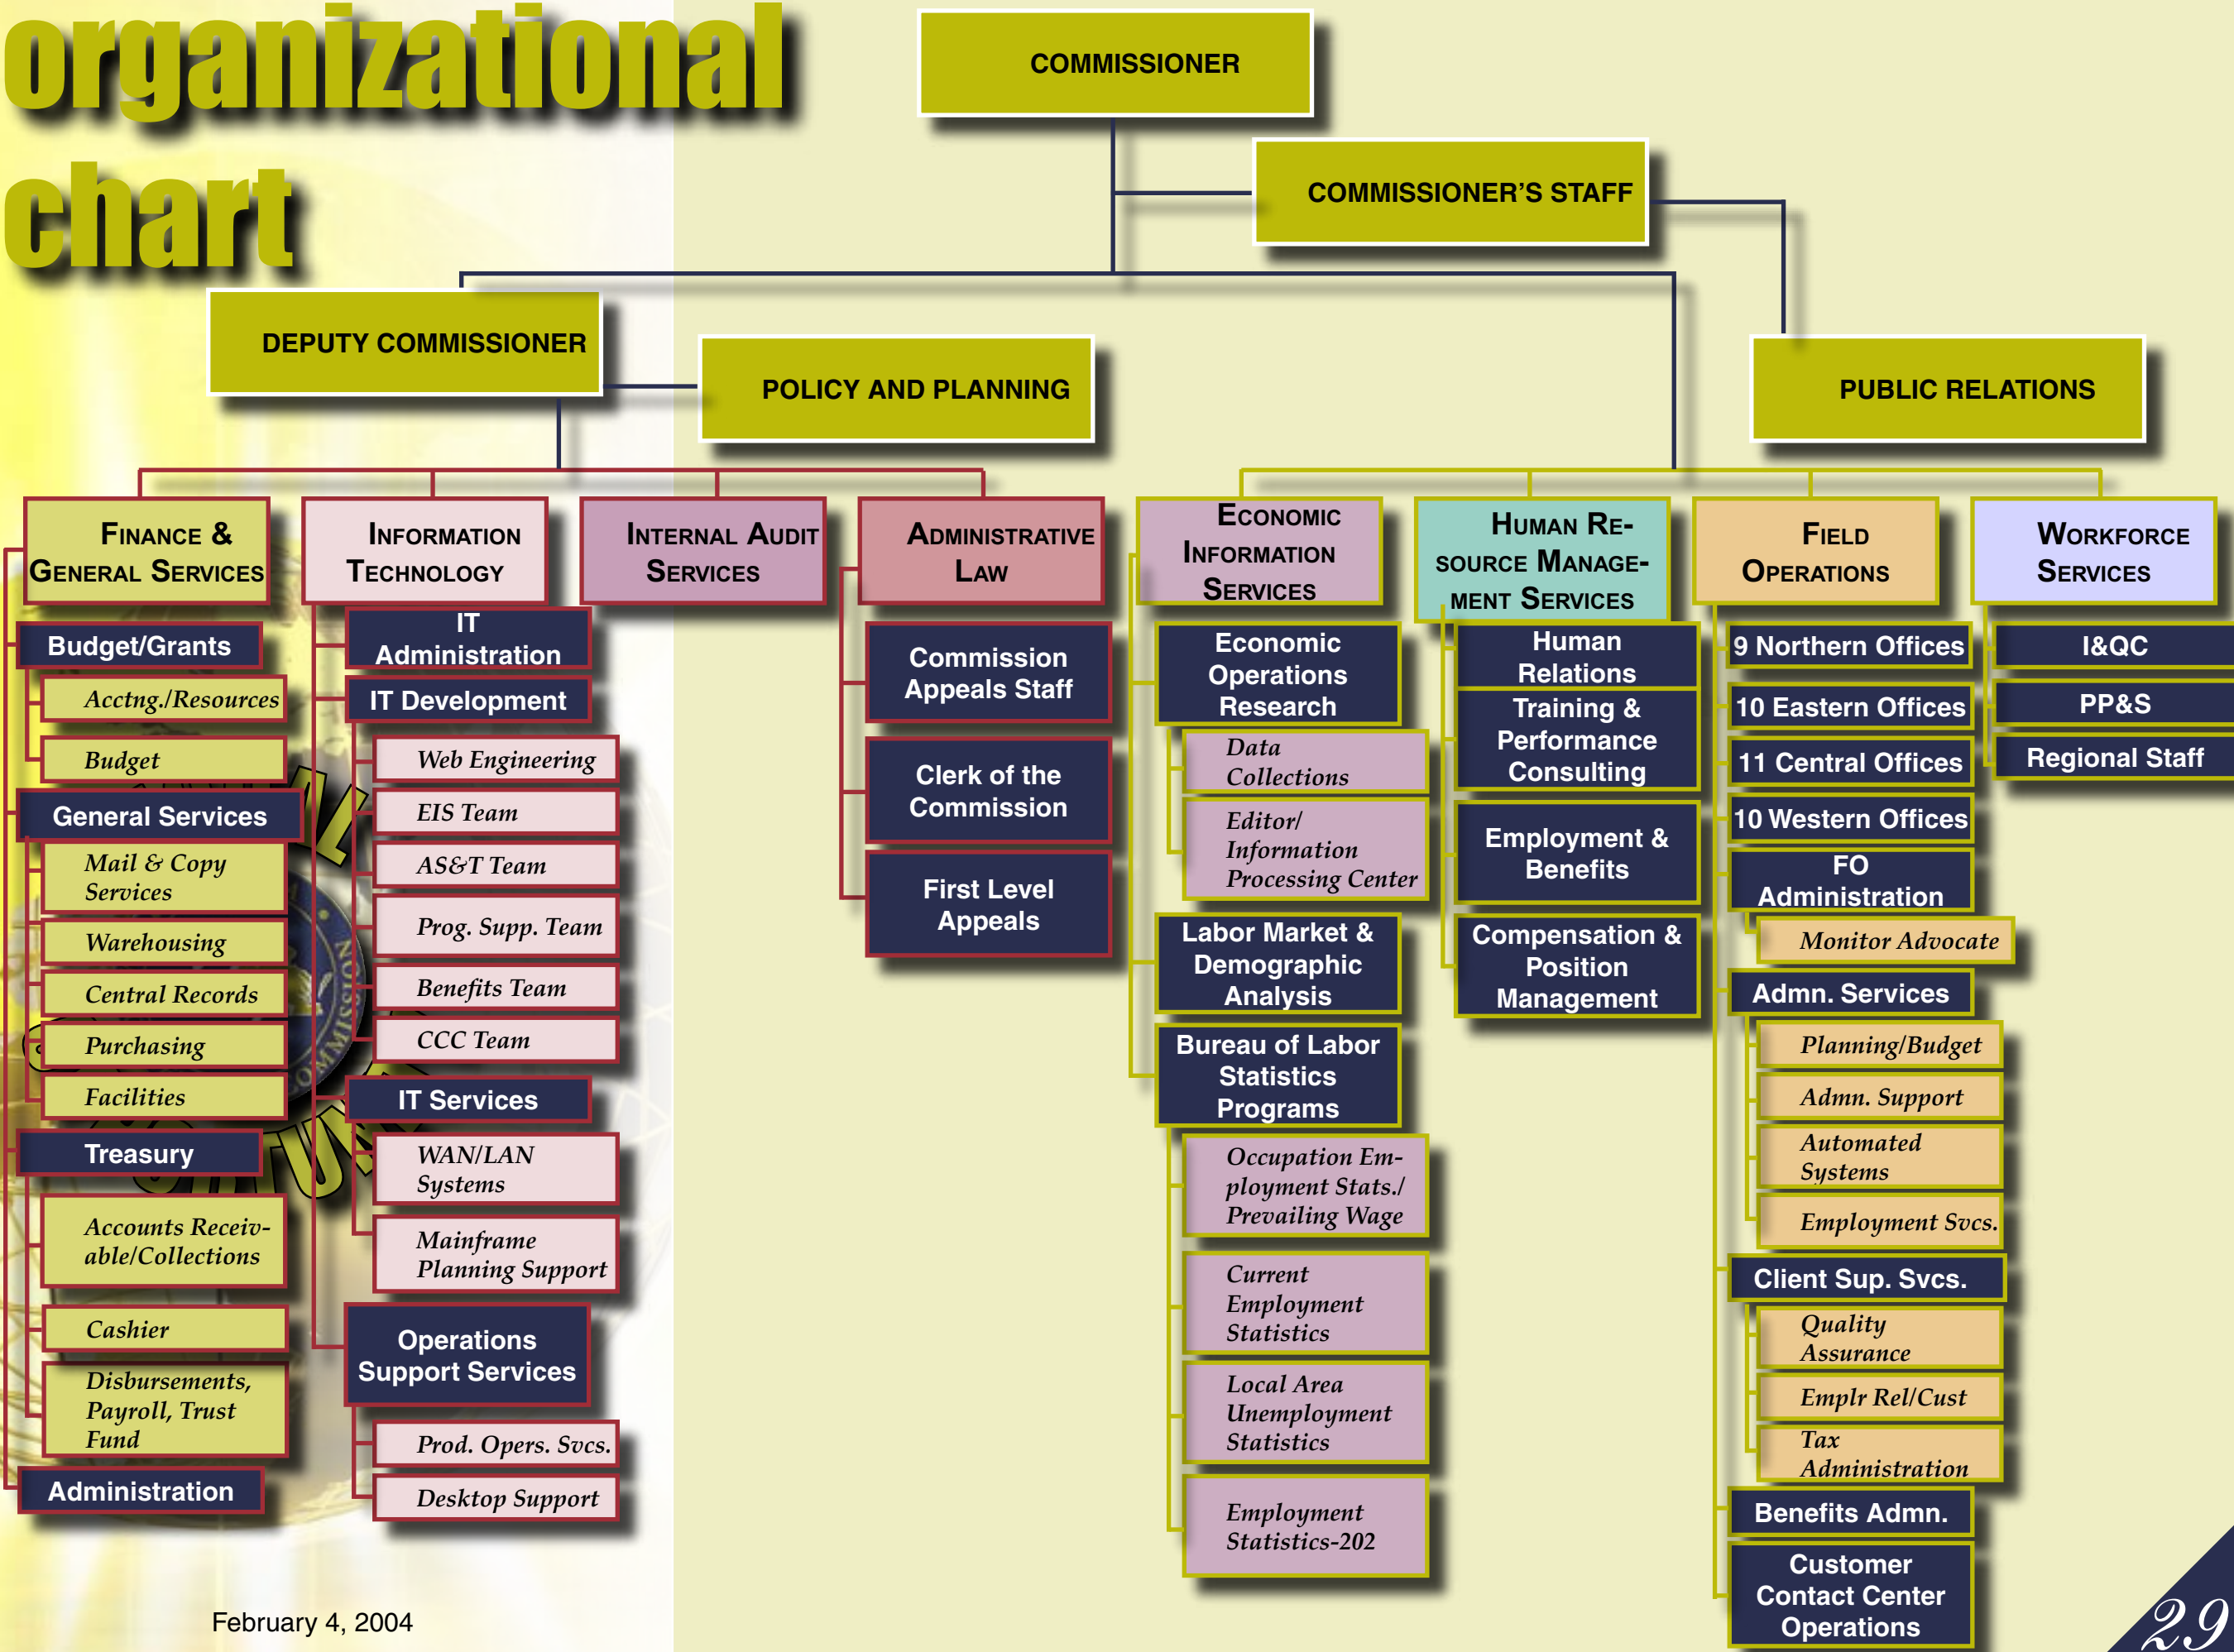 organizational
chart
COMMISSIONER
COMMISSIONER’S STAFF
DEPUTY COMMISSIONER
POLICY AND PLANNING
PUBLIC RELATIONS
FINANCE &
GENERAL SERVICES
Budget/Grants
Acctng./Resources
Budget
General Services
Mail & Copy
Services
Warehousing
Central Records
Purchasing
Facilities
Treasury
Accounts Receiv-
able/Collections
Cashier
Disbursements,
Payroll, Trust
Fund
Administration
INFORMATION
TECHNOLOGY
IT
Administration
IT Development
Web Engineering
EIS Team
AS&T Team
Prog. Supp. Team
Benefits Team
CCC Team
IT Services
WAN/LAN
Systems
Mainframe
Planning Support
Operations
Support Services
Prod. Opers. Svcs.
Desktop Support
INTERNAL AUDIT
SERVICES
ADMINISTRATIVE
LAW
Commission
Appeals Staff
Clerk of the
Commission
First Level
Appeals
ECONOMIC
INFORMATION
SERVICES
Economic
Operations
Research
Data
Collections
Editor/
Information
Processing Center
Labor Market &
Demographic
Analysis
Bureau of Labor
Statistics
Programs
Occupation Em-
ployment Stats./
Prevailing Wage
Current
Employment
Statistics
Local Area
Unemployment
Statistics
Employment
Statistics-202
HUMAN RE-
SOURCE MANAGE-
MENT SERVICES
Human
Relations
Training &
Performance
Consulting
Employment &
Benefits
Compensation &
Position
Management
FIELD
OPERATIONS
9 Northern Offices
10 Eastern Offices
11 Central Offices
10 Western Offices
FO
Administration
Monitor Advocate
Admn. Services
Planning/Budget
Admn. Support
Automated
Systems
Employment Svcs.
Client Sup. Svcs.
Quality
Assurance
Emplr Rel/Cust
Tax
Administration
Benefits Admn.
Customer
Contact Center
Operations
WORKFORCE
SERVICES
I&QC
PP&S
Regional Staff
COMMISSION
February 4, 2004
29